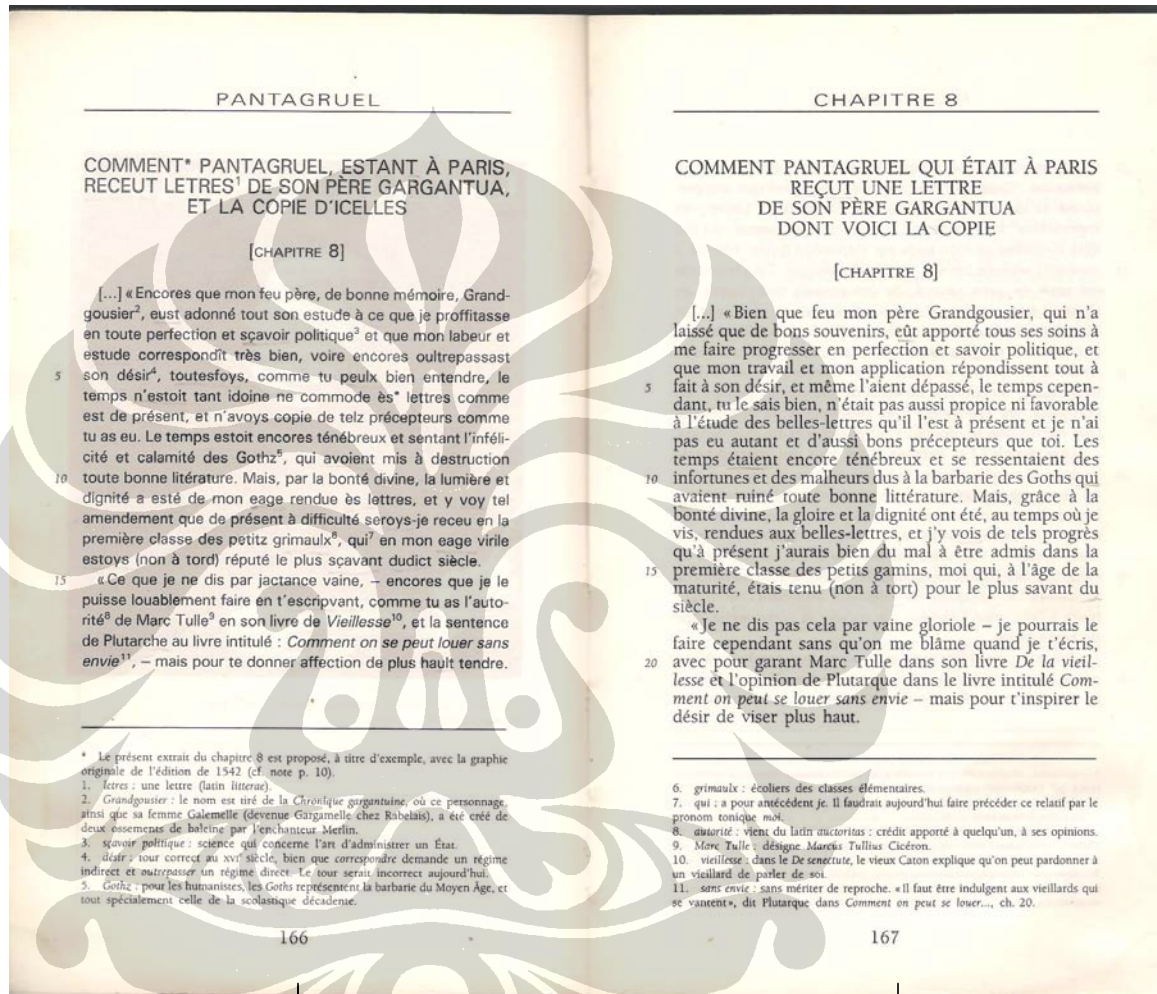 PANTAGRUEL
COMMENT* PANTAGRUEL, ESTANT À PARIS,
RECEUT LETRES¹ DE SON PÈRE GARGANTUA,
ET LA COPIE D'ICELLES
[CHAPITRE 8]
[...] « Encores que mon feu père, de bonne mémoire, Grand-
gousier², eust adonné tout son estude à ce que je proffitasse
en toute perfection et sçavoir politique³ et que mon labeur et
estude correspondît très bien, voire encores oultrepassast
5 son désir⁴, toutesfoys, comme tu peulx bien entendre, le
temps n'estoit tant idoine ne commode ès* lettres comme
est de présent, et n'avoys copie de telz précepteurs comme
tu as eu. Le temps estoit encores ténébreux et sentant l'inféli-
cité et calamité des Gothz⁵, qui avoient mis à destruction
10 toute bonne litérature. Mais, par la bonté divine, la lumière et
dignité a esté de mon eage rendue ès lettres, et y voy tel
amendement que de présent à difficulté seroys-je receu en la
première classe des petitz grimaulx⁶, qui⁷ en mon eage virile
estoys (non à tord) réputé le plus sçavant dudict siècle.
15 « Ce que je ne dis par jactance vaine, – encores que je le
puisse louablement faire en t'escripvant, comme tu as l'auto-
rité⁸ de Marc Tulle⁹ en son livre de Vieillesse¹⁰, et la sentence
de Plutarche au livre intitulé : Comment on se peut louer sans
envie¹¹, – mais pour te donner affection de plus hault tendre.
* Le présent extrait du chapitre 8 est proposé, à titre d'exemple, avec la graphie
originale de l'édition de 1542 (cf. note p. 10).
1. letres : une lettre (latin litterae).
2. Grandgousier : le nom est tiré de la Chronique gargantuine, où ce personnage,
ainsi que sa femme Galemelle (devenue Gargamelle chez Rabelais), a été créé de
deux ossements de baleine par l'enchanteur Merlin.
3. sçavoir politique : science qui concerne l'art d'administrer un État.
4. désir : tour correct au XVIe siècle, bien que correspondre demande un régime
indirect et outrepasser un régime direct. Le tour serait incorrect aujourd'hui.
5. Gothz : pour les humanistes, les Goths représentent la barbarie du Moyen Âge, et
tout spécialement celle de la scolastique décadente.
166
CHAPITRE 8
COMMENT PANTAGRUEL QUI ÉTAIT À PARIS
REÇUT UNE LETTRE
DE SON PÈRE GARGANTUA
DONT VOICI LA COPIE
[CHAPITRE 8]
[...] «Bien que feu mon père Grandgousier, qui n'a
laissé que de bons souvenirs, eût apporté tous ses soins à
me faire progresser en perfection et savoir politique, et
que mon travail et mon application répondissent tout à
5 fait à son désir, et même l'aient dépassé, le temps cepen-
dant, tu le sais bien, n'était pas aussi propice ni favorable
à l'étude des belles-lettres qu'il l'est à présent et je n'ai
pas eu autant et d'aussi bons précepteurs que toi. Les
temps étaient encore ténébreux et se ressentaient des
10 infortunes et des malheurs dus à la barbarie des Goths qui
avaient ruiné toute bonne littérature. Mais, grâce à la
bonté divine, la gloire et la dignité ont été, au temps où je
vis, rendues aux belles-lettres, et j'y vois de tels progrès
qu'à présent j'aurais bien du mal à être admis dans la
15 première classe des petits gamins, moi qui, à l'âge de la
maturité, étais tenu (non à tort) pour le plus savant du
siècle.
«Je ne dis pas cela par vaine gloriole – je pourrais le
faire cependant sans qu'on me blâme quand je t'écris,
20 avec pour garant Marc Tulle dans son livre De la vieil-
lesse et l'opinion de Plutarque dans le livre intitulé Com-
ment on peut se louer sans envie – mais pour t'inspirer le
désir de viser plus haut.
6. grimaulx : écoliers des classes élémentaires.
7. qui : a pour antécédent je. Il faudrait aujourd'hui faire précéder ce relatif par le
pronom tonique moi.
8. autorité : vient du latin auctoritas : crédit apporté à quelqu'un, à ses opinions.
9. Marc Tulle : désigne Marcus Tullius Cicéron.
10. vieillesse : dans le De senectute, le vieux Caton explique qu'on peut pardonner à
un vieillard de parler de soi.
11. sans envie : sans mériter de reproche. «Il faut être indulgent aux vieillards qui
se vantent», dit Plutarque dans Comment on peut se louer..., ch. 20.
167